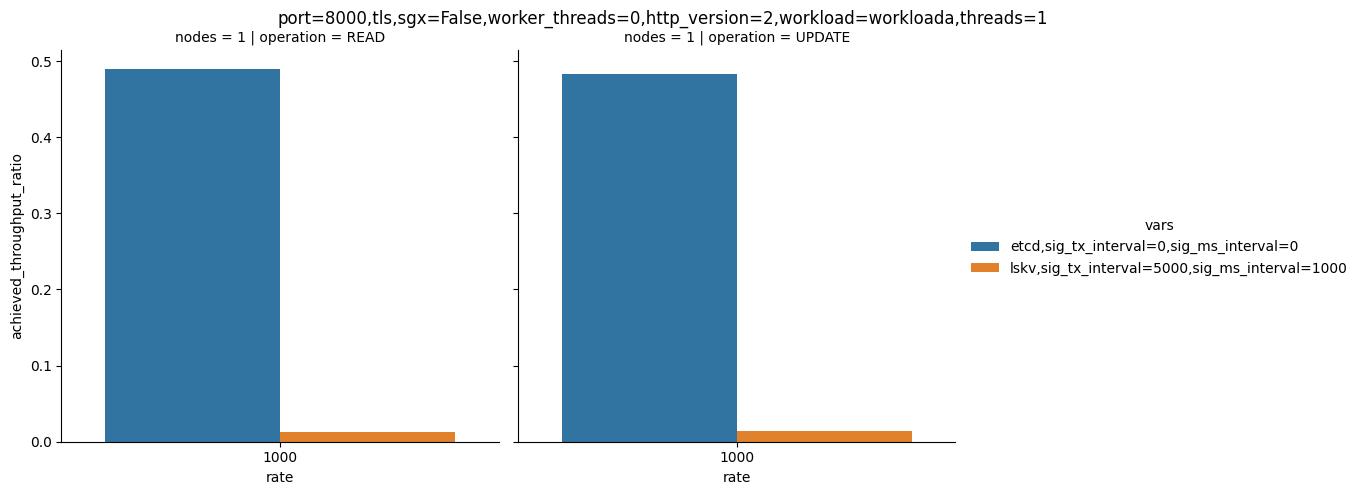 port=8000,tls,sgx=False,worker_threads=0,http_version=2,workload=workloada,threads=1
nodes = 1 | operation = READ
nodes = 1 | operation = UPDATE
achieved_throughput_ratio
0.5
0.4
0.3
0.2
0.1
0.0
1000
rate
1000
rate
vars
etcd,sig_tx_interval=0,sig_ms_interval=0
lskv,sig_tx_interval=5000,sig_ms_interval=1000